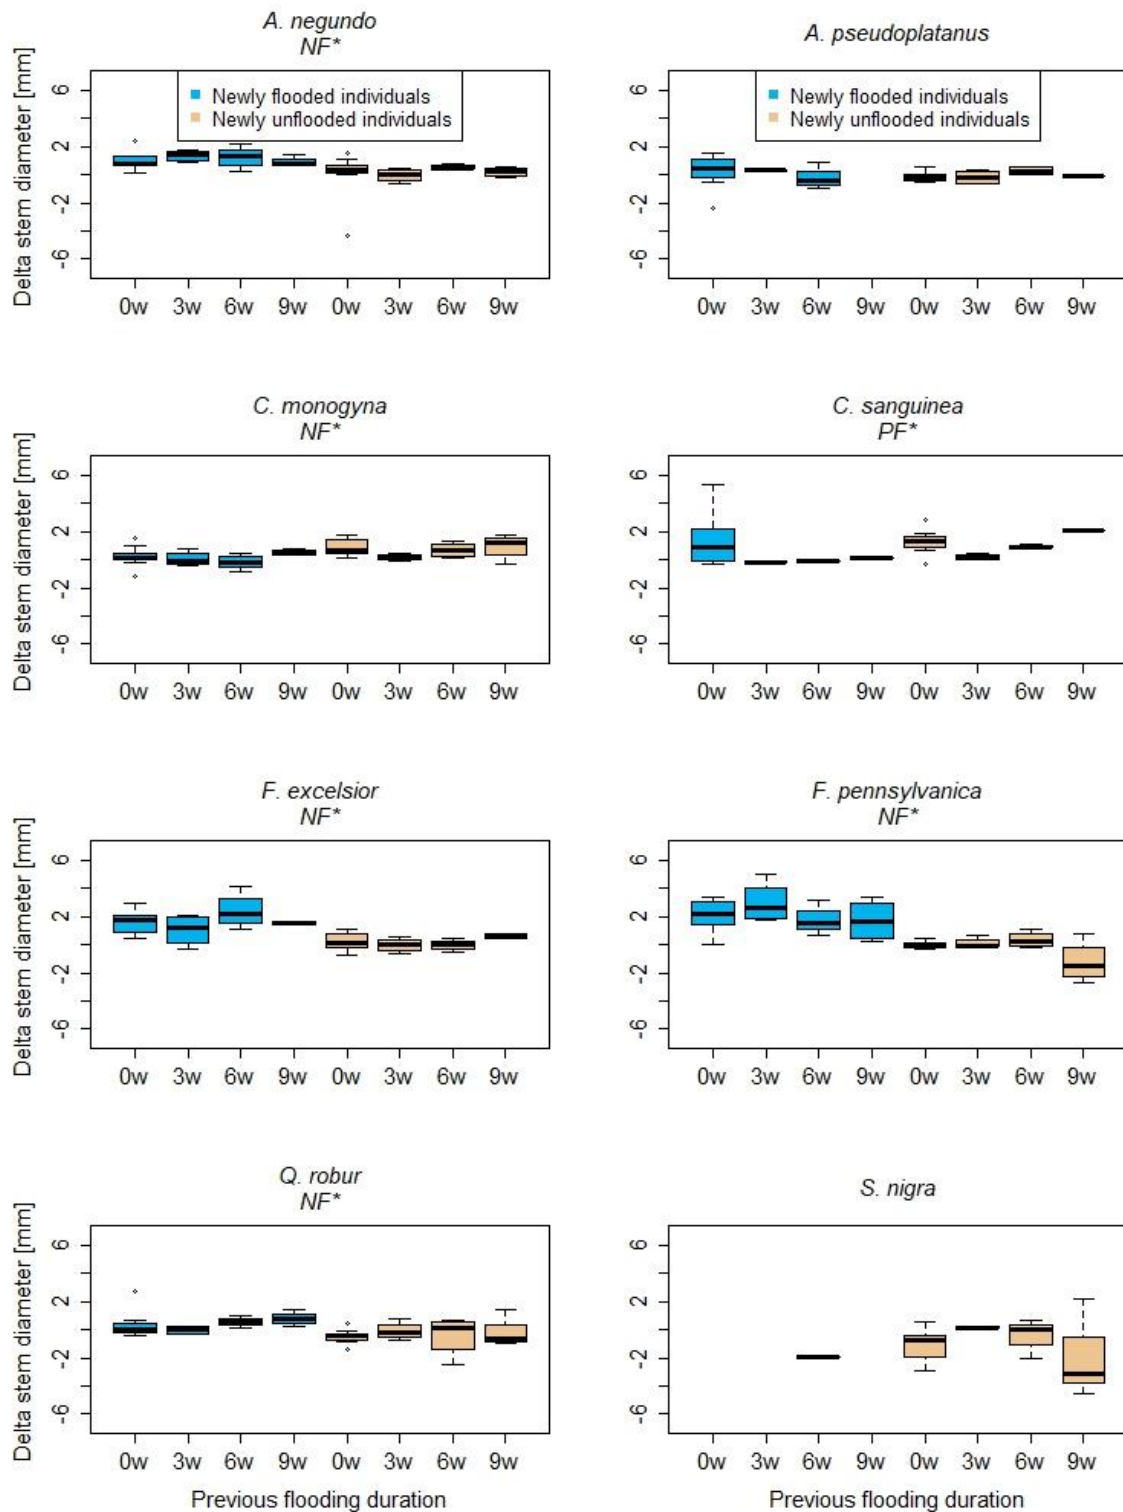 A. negundo
NF*
A. pseudoplatanus
Delta stem diameter [mm]
6
2
-2
-6
Newly flooded individuals
Newly unflooded individuals
0w 3w 6w 9w 0w 3w 6w 9w
6
2
-2
-6
Newly flooded individuals
Newly unflooded individuals
0w 3w 6w 9w 0w 3w 6w 9w
C. monogyna
NF*
C. sanguinea
PF*
Delta stem diameter [mm]
6
2
-2
-6
0w 3w 6w 9w 0w 3w 6w 9w
6
2
-2
-6
0w 3w 6w 9w 0w 3w 6w 9w
F. excelsior
NF*
F. pennsylvanica
NF*
Delta stem diameter [mm]
6
2
-2
-6
0w 3w 6w 9w 0w 3w 6w 9w
6
2
-2
-6
0w 3w 6w 9w 0w 3w 6w 9w
Q. robur
NF*
S. nigra
Delta stem diameter [mm]
6
2
-2
-6
0w 3w 6w 9w 0w 3w 6w 9w
Previous flooding duration
6
2
-2
-6
0w 3w 6w 9w 0w 3w 6w 9w
Previous flooding duration